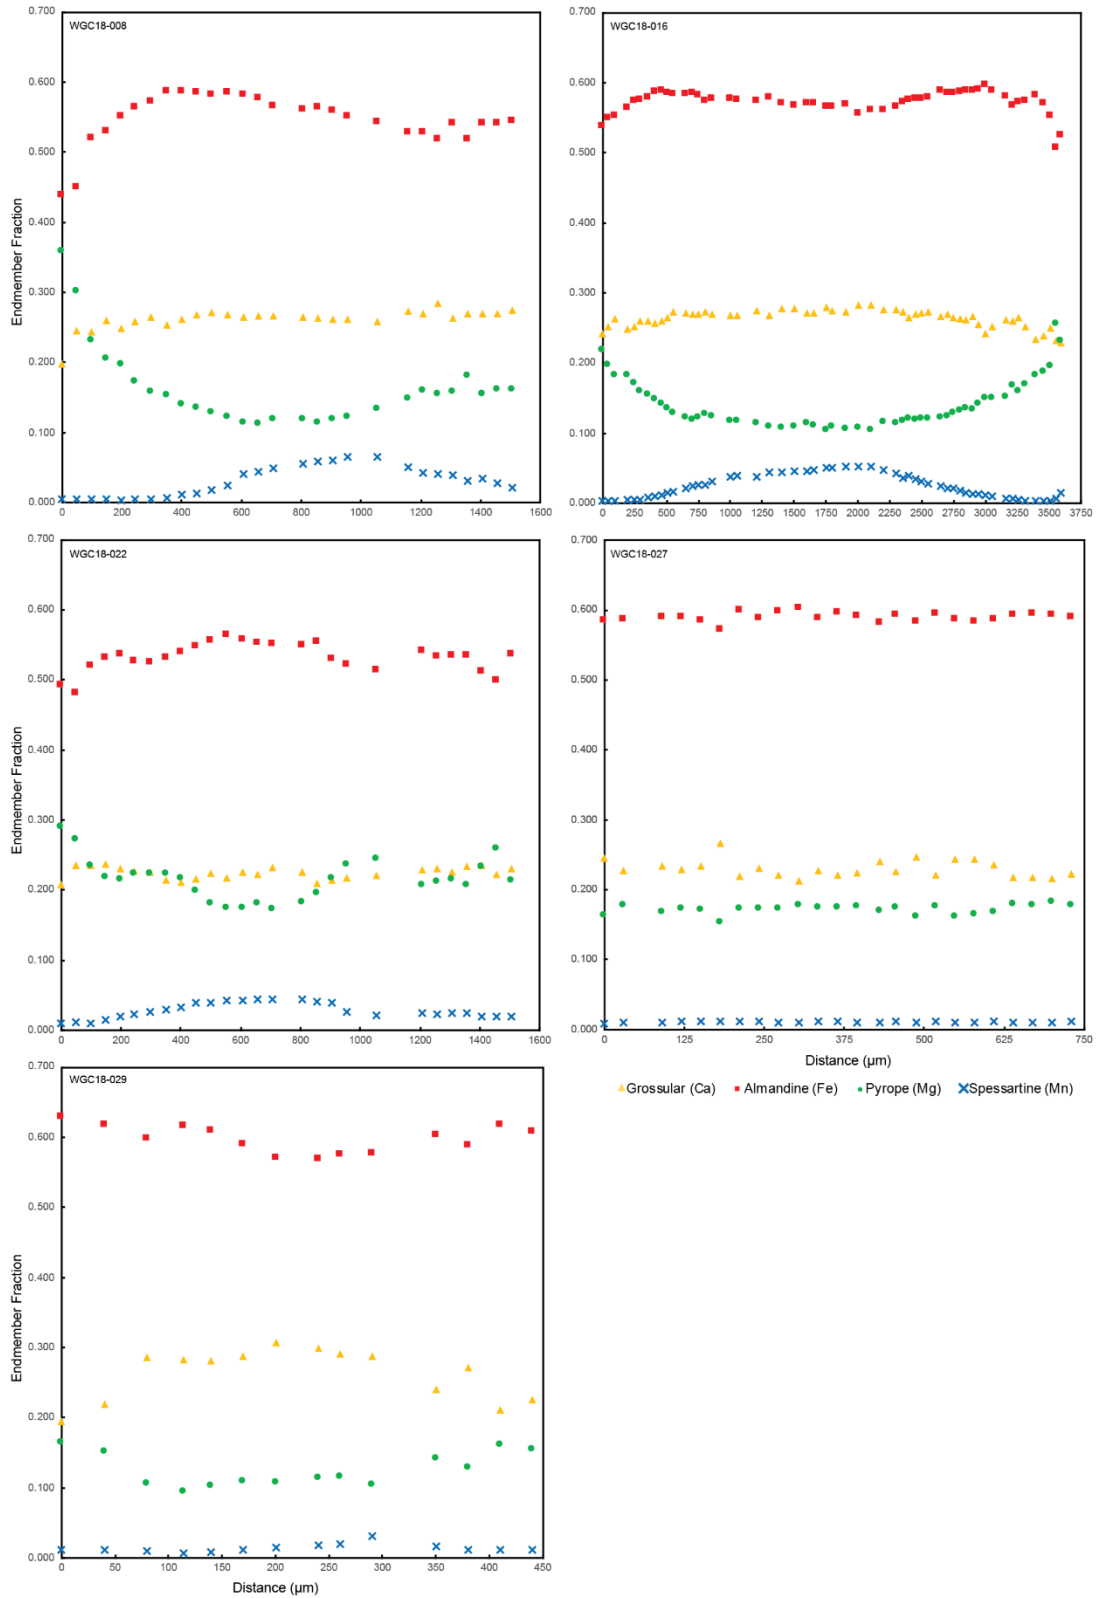 WGC18-008
Endmember Fraction
0.700
0.600
0.500
0.400
0.300
0.200
0.100
0.000
0 200 400 600 800 1000 1200 1400 1600
WGC18-016
0.700
0.600
0.500
0.400
0.300
0.200
0.100
0.000
0 250 500 750 1000 1250 1500 1750 2000 2250 2500 2750 3000 3250 3500 3750
WGC18-022
Endmember Fraction
0.700
0.600
0.500
0.400
0.300
0.200
0.100
0.000
0 200 400 600 800 1000 1200 1400 1600
WGC18-027
0.700
0.600
0.500
0.400
0.300
0.200
0.100
0.000
0 125 250 375 500 625 750
Distance (µm)
Grossular (Ca) Almandine (Fe) Pyrope (Mg) Spessartine (Mn)
WGC18-029
Endmember Fraction
0.700
0.600
0.500
0.400
0.300
0.200
0.100
0.000
0 50 100 150 200 250 300 350 400 450
Distance (µm)